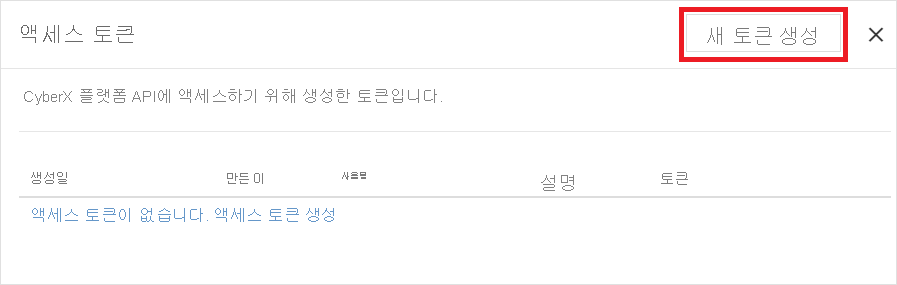 액세스 토큰
새 토큰 생성
CyberX 플랫폼 API에 액세스하기 위해 생성한 토큰입니다.
생성일 만든 이 사용됨 설명 토큰
액세스 토큰이 없습니다. 액세스 토큰 생성